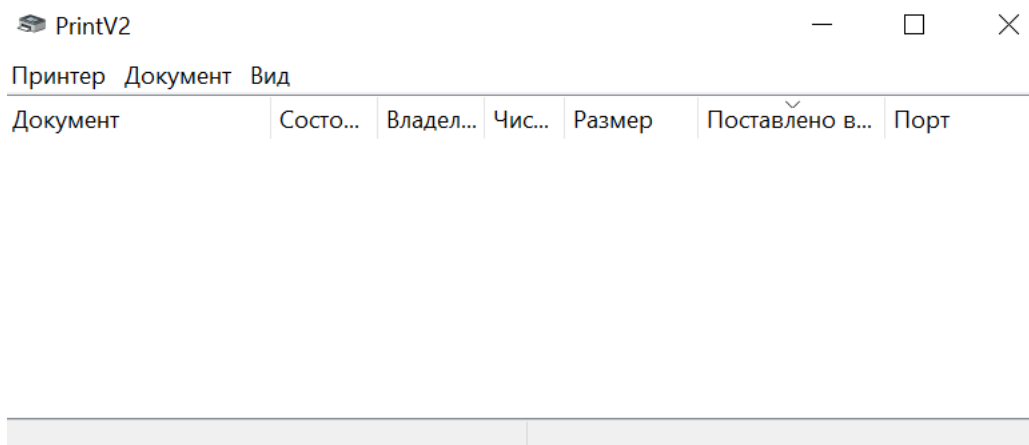 PrintV2
Принтер Документ Вид
Документ Состо... Владел... Чис... Размер Поставлено в... Порт